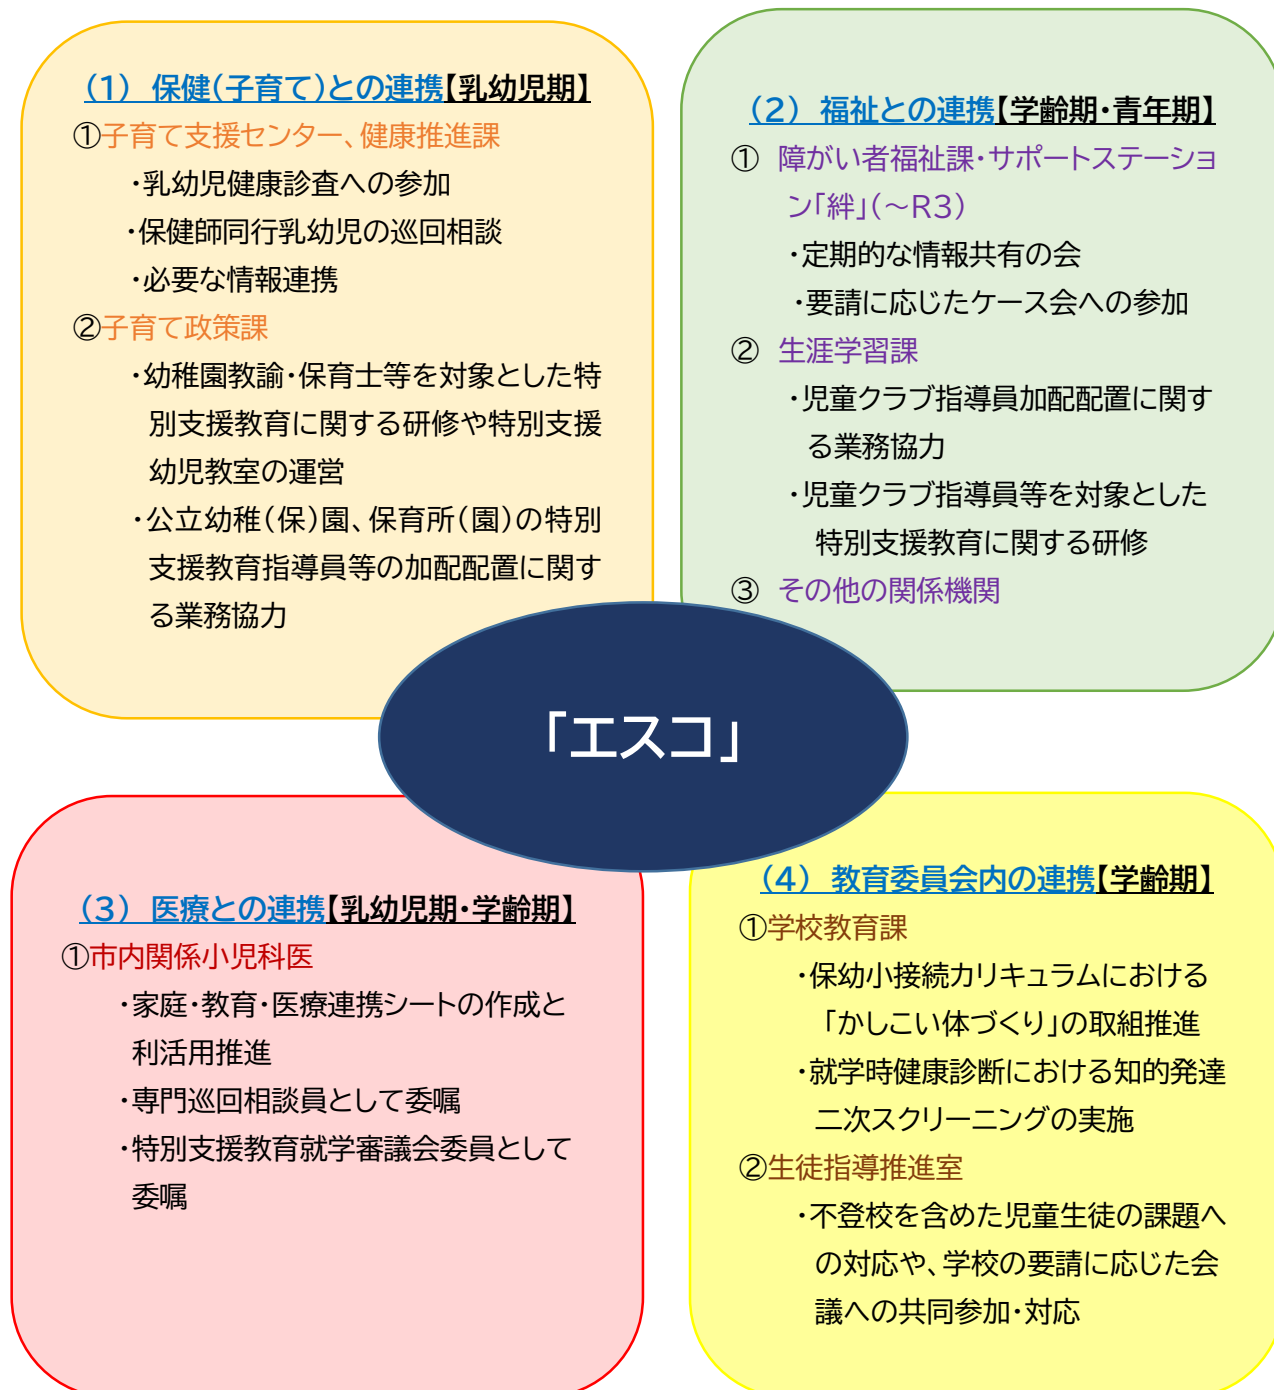 (1) 保健(子育て)との連携【乳幼児期】
①子育て支援センター、健康推進課
・乳幼児健康診査への参加
・保健師同行乳幼児の巡回相談
・必要な情報連携
②子育て政策課
・幼稚園教諭・保育士等を対象とした特
別支援教育に関する研修や特別支援
幼児教室の運営
・公立幼稚(保)園、保育所(園)の特別
支援教育指導員等の加配配置に関す
る業務協力
(2) 福祉との連携【学齢期・青年期】
① 障がい者福祉課・サポートステーショ
ン「絆」(～R3)
・定期的な情報共有の会
・要請に応じたケース会への参加
② 生涯学習課
・児童クラブ指導員加配配置に関す
る業務協力
・児童クラブ指導員等を対象とした
特別支援教育に関する研修
③ その他の関係機関
「エスコ」
(3) 医療との連携【乳幼児期・学齢期】
①市内関係小児科医
・家庭・教育・医療連携シートの作成と
利活用推進
・専門巡回相談員として委嘱
・特別支援教育就学審議会委員として
委嘱
(4) 教育委員会内の連携【学齢期】
①学校教育課
・保幼小接続カリキュラムにおける
「かしこい体づくり」の取組推進
・就学時健康診断における知的発達
二次スクリーニングの実施
②生徒指導推進室
・不登校を含めた児童生徒の課題へ
の対応や、学校の要請に応じた会
議への共同参加・対応